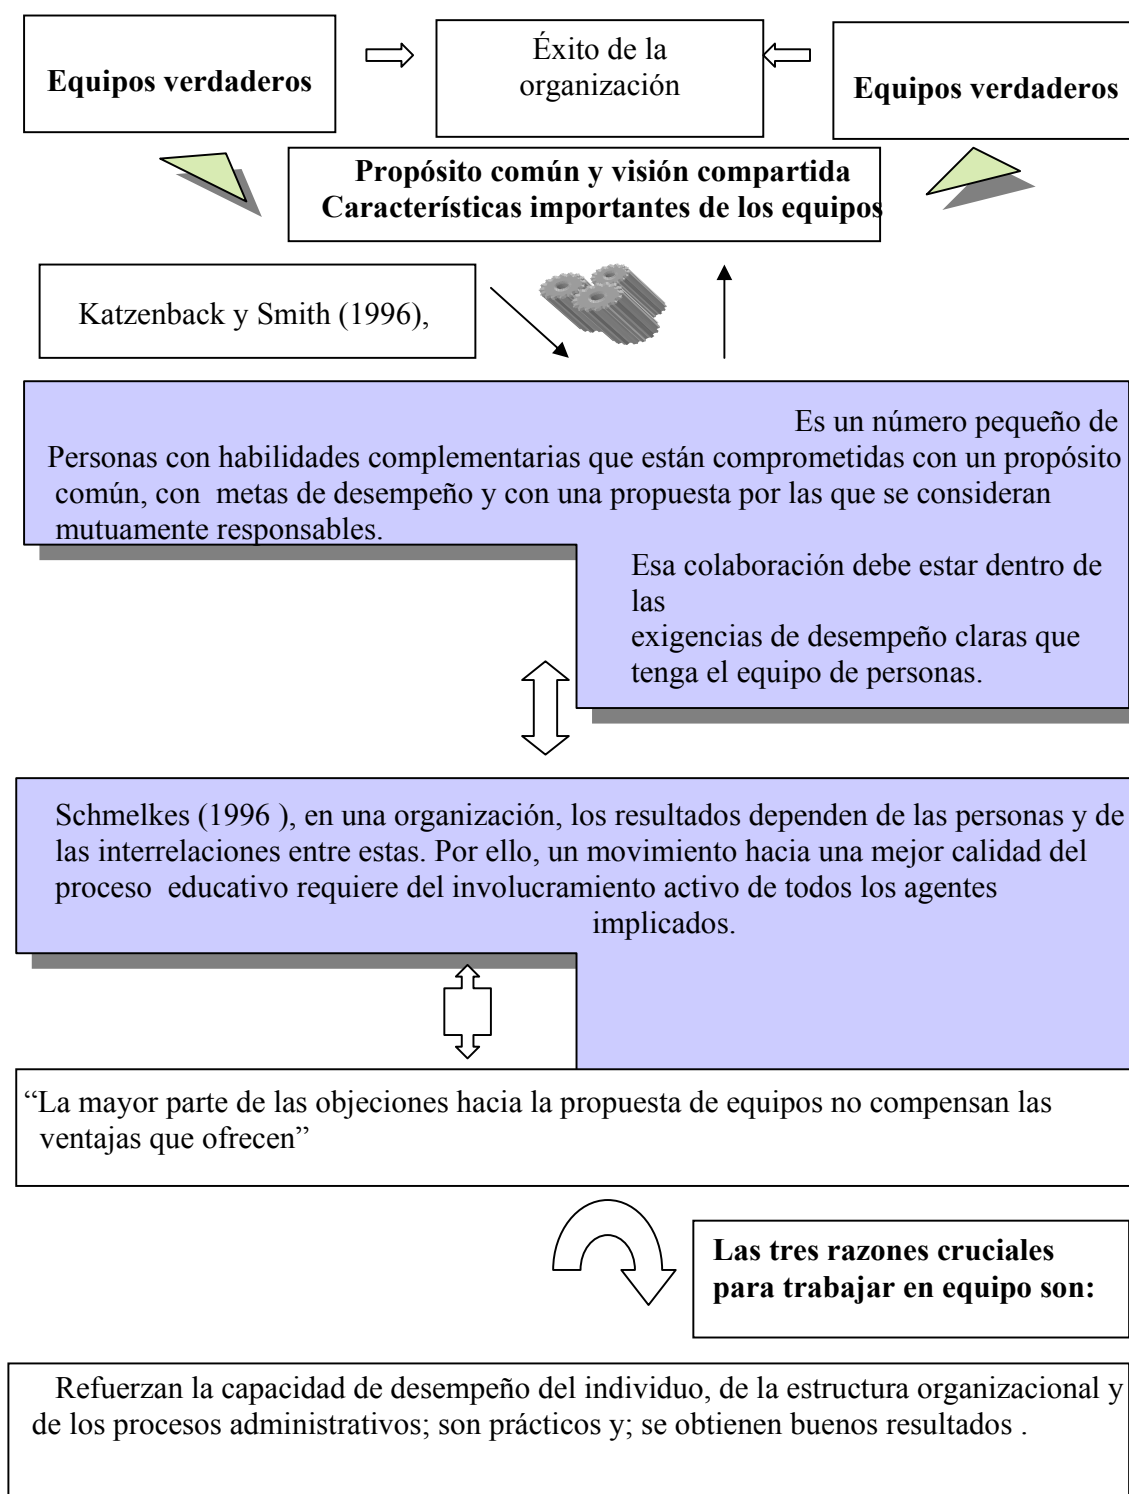 Equipos verdaderos
Éxito de la
organización
Equipos verdaderos
Propósito común y visión compartida
Características importantes de los equipos
Katzenback y Smith (1996),
Es un número pequeño de
Personas con habilidades complementarias que están comprometidas con un propósito
común, con  metas de desempeño y con una propuesta por las que se consideran
mutuamente responsables.
Esa colaboración debe estar dentro de
las
exigencias de desempeño claras que
tenga el equipo de personas.
Schmelkes (1996 ), en una organización, los resultados dependen de las personas y de
las interrelaciones entre estas. Por ello, un movimiento hacia una mejor calidad del
proceso  educativo requiere del involucramiento activo de todos los agentes
implicados.
“La mayor parte de las objeciones hacia la propuesta de equipos no compensan las
ventajas que ofrecen”
Las tres razones cruciales
para trabajar en equipo son:
Refuerzan la capacidad de desempeño del individuo, de la estructura organizacional y
de los procesos administrativos; son prácticos y; se obtienen buenos resultados .